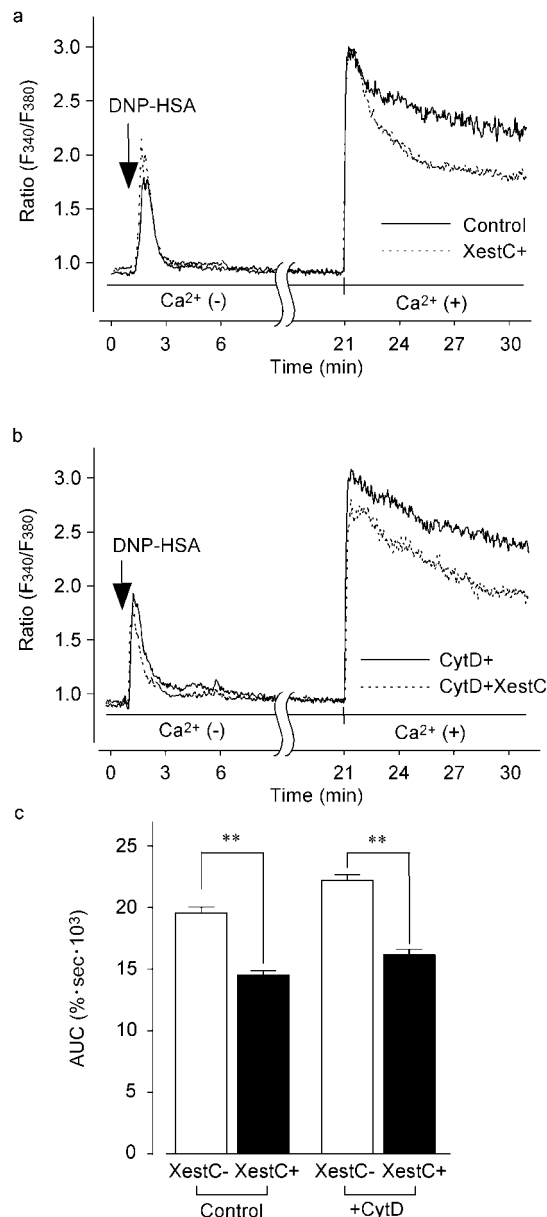 a
3.0
2.5
2.0
1.5
1.0
Ratio (F340/F380)
DNP-HSA
Control
XestC+
Ca2+ (-)
Ca2+ (+)
0 3 6 21 24 27 30
Time (min)
b
3.0
2.5
2.0
1.5
1.0
Ratio (F340/F380)
DNP-HSA
CytD+
CytD+XestC
Ca2+ (-)
Ca2+ (+)
0 3 6 21 24 27 30
Time (min)
c
25
20
15
10
5
0
AUC (%·sec·10³)
** **
XestC- XestC+ XestC- XestC+
Control +CytD